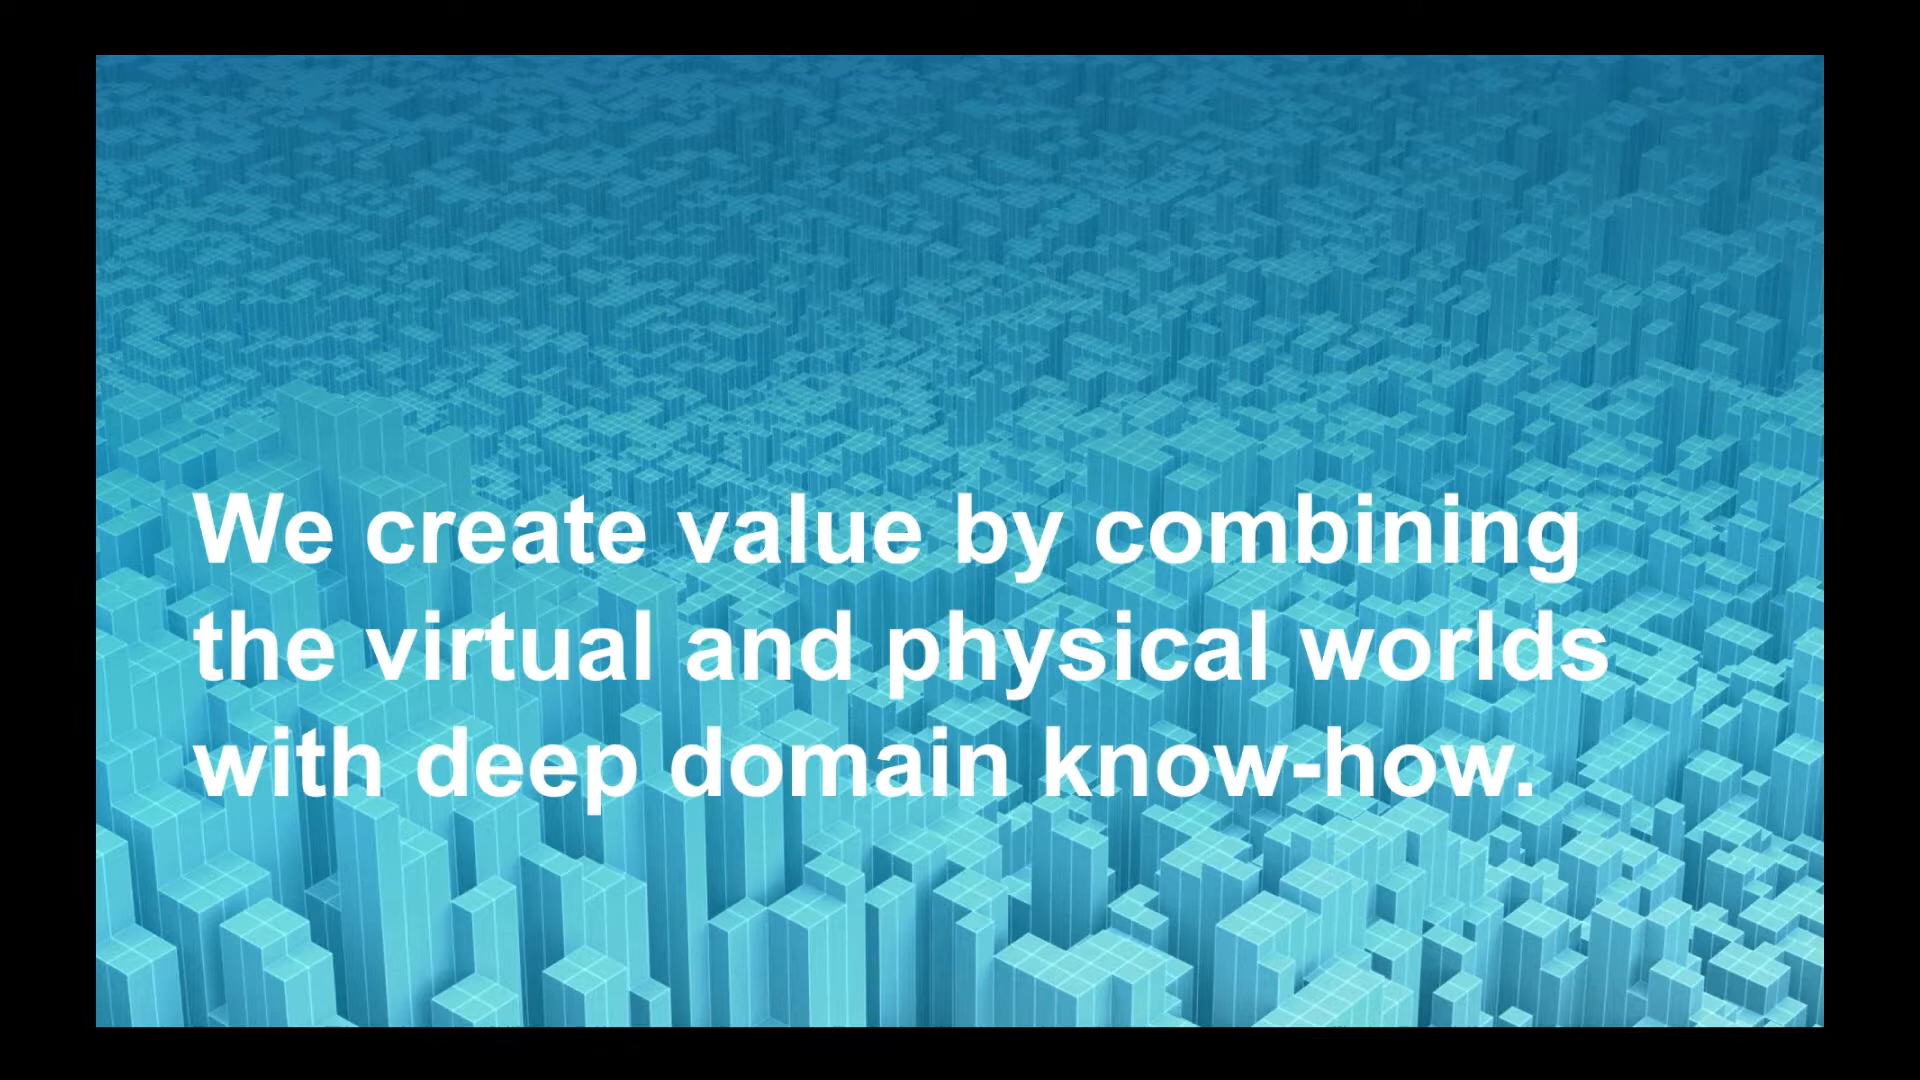 We create value by combining
the virtual and physical worlds
with deep domain know-how.